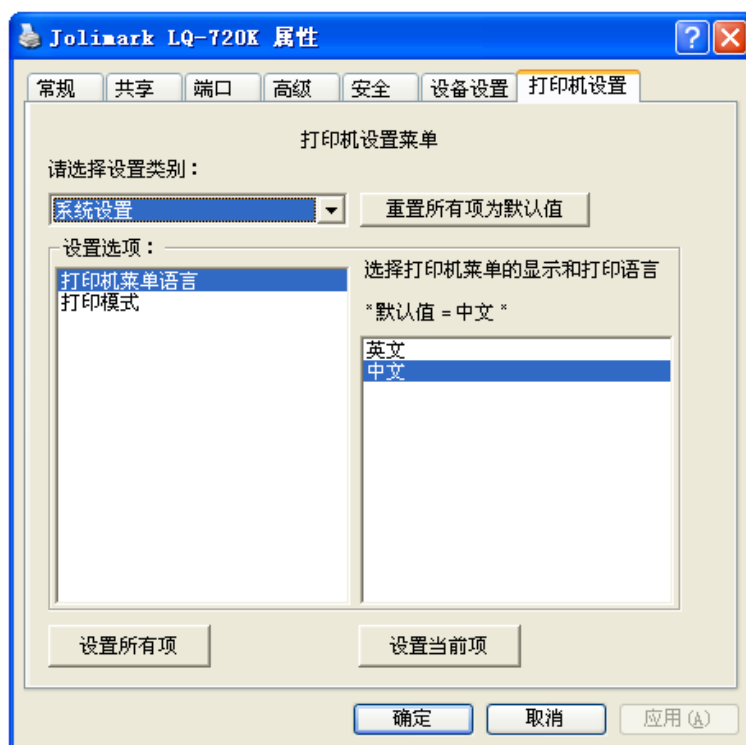 Jolimark LQ-720K 属性
常规 共享 端口 高级 安全 设备设置 打印机设置
打印机设置菜单
请选择设置类别：
系统设置 重置所有项为默认值
设置选项：
打印机菜单语言
打印模式
选择打印机菜单的显示和打印语言
*默认值 = 中文 *
英文
中文
设置所有项 设置当前项
确定 取消 应用(A)